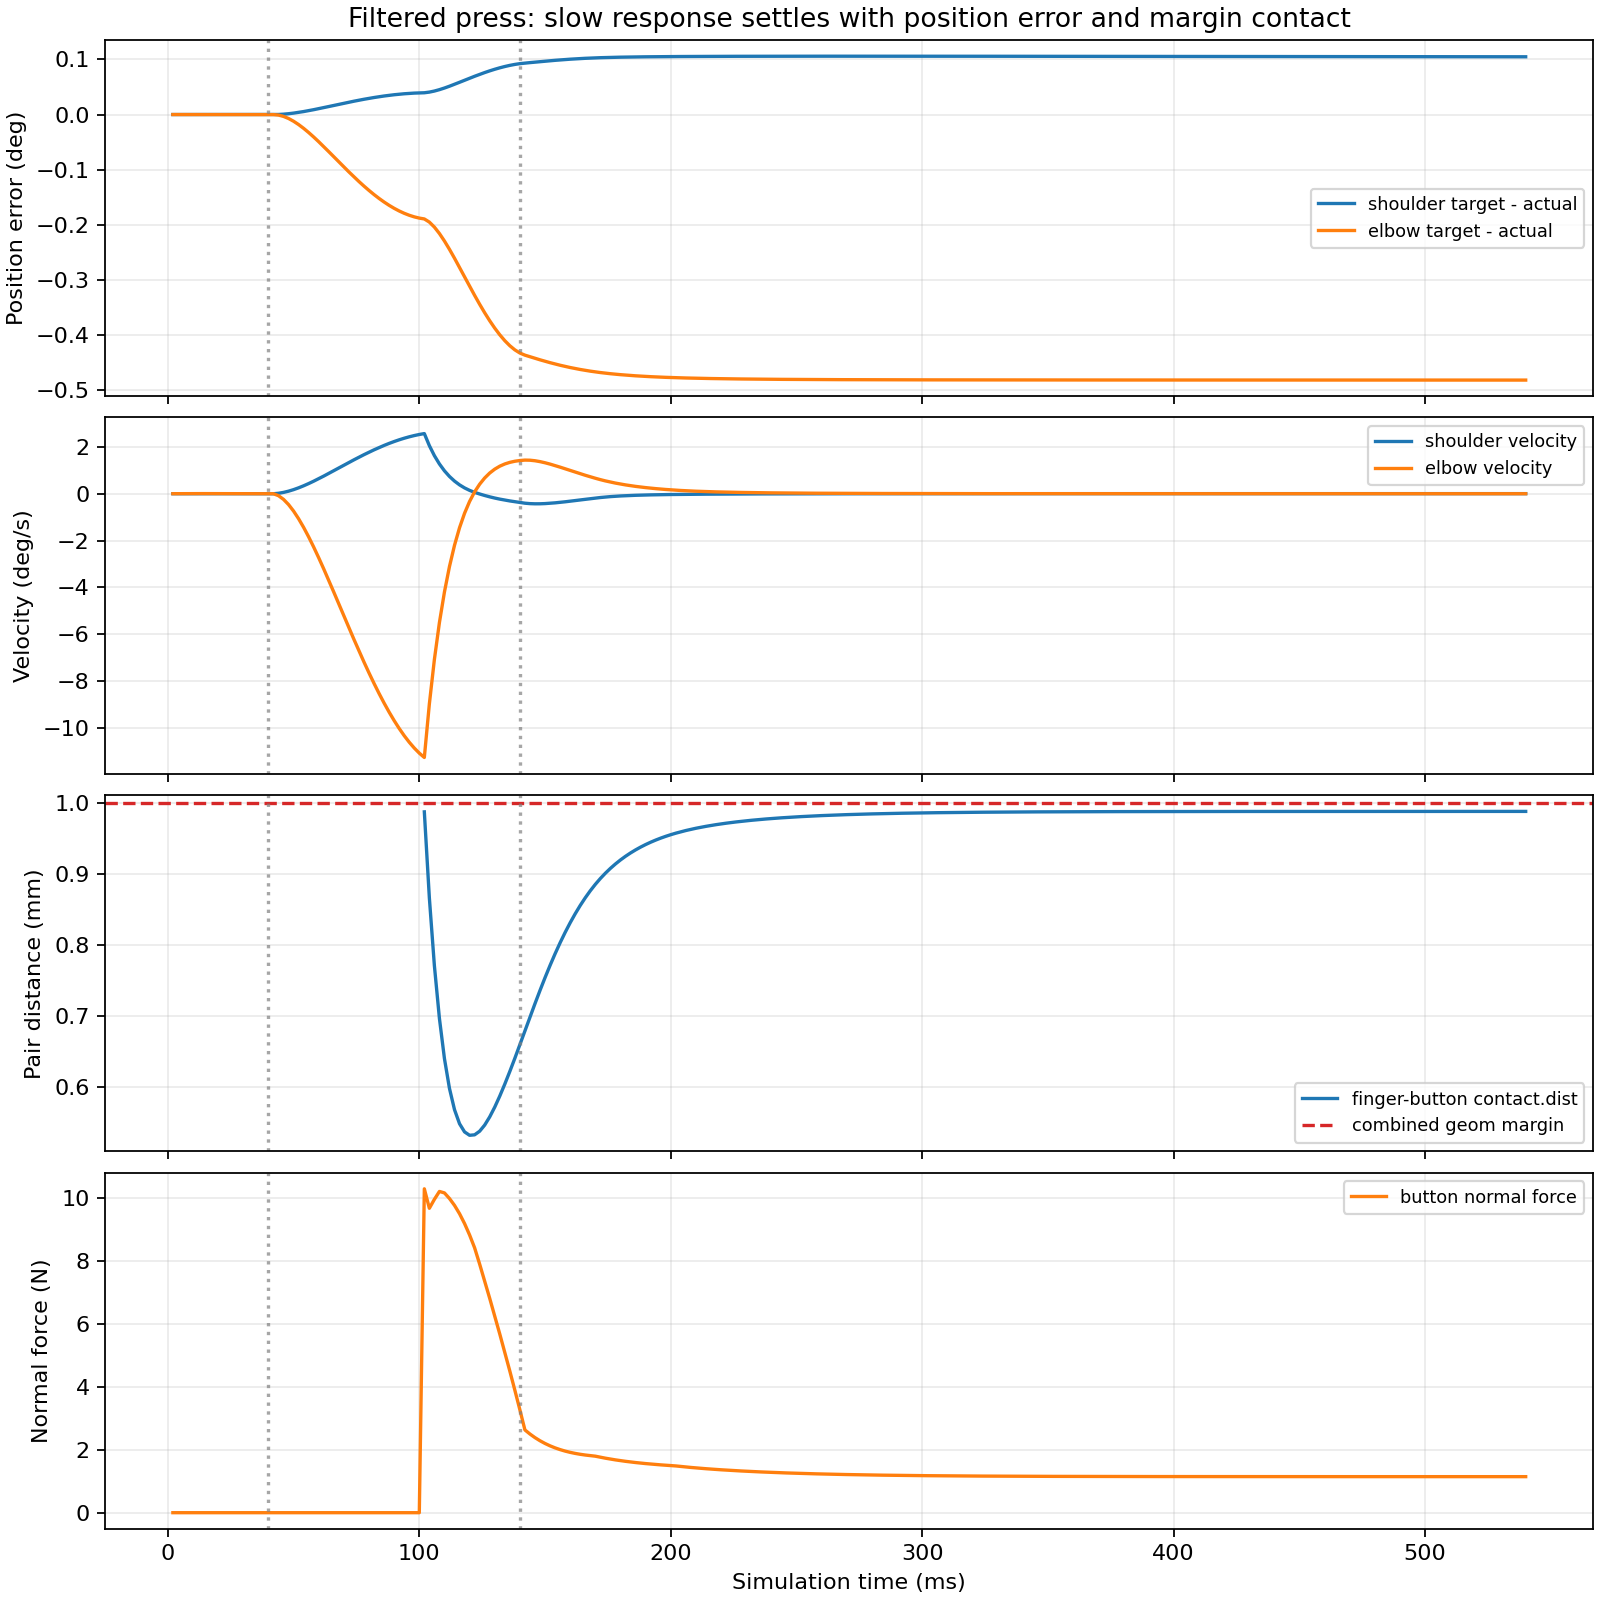 Filtered press: slow response settles with position error and margin contact
Position error (deg)
0.1
0.0
−0.1
−0.2
−0.3
−0.4
−0.5
shoulder target - actual
elbow target - actual
Velocity (deg/s)
2
0
−2
−4
−6
−8
−10
shoulder velocity
elbow velocity
Pair distance (mm)
1.0
0.9
0.8
0.7
0.6
finger-button contact.dist
combined geom margin
Normal force (N)
10
8
6
4
2
0
button normal force
0 100 200 300 400 500
Simulation time (ms)